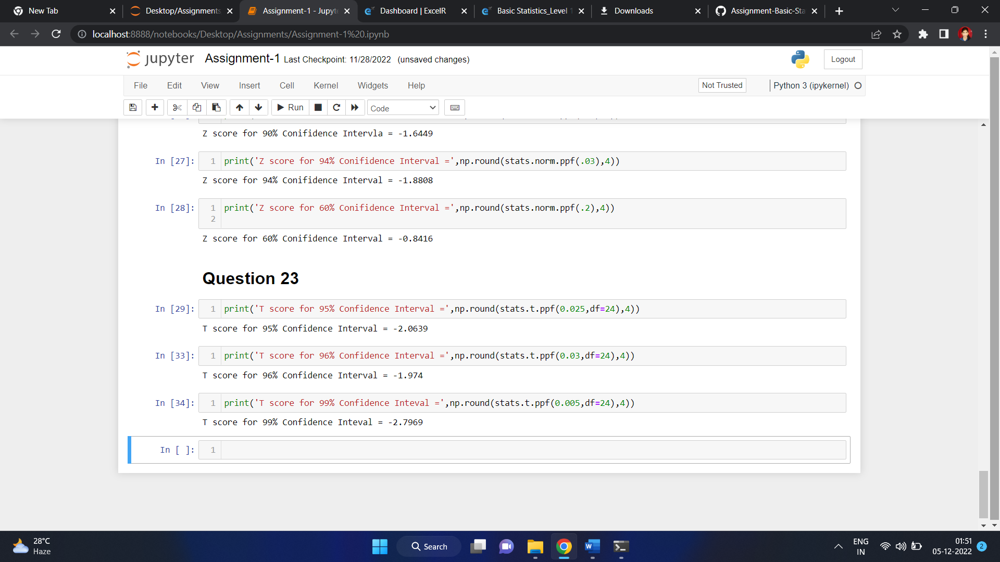 New Tab
Desktop/Assignments
Assignment-1 - Jupyte
Dashboard | ExcelR
Basic Statistics_Level 1
Downloads
Assignment-Basic-Sta
localhost:8888/notebooks/Desktop/Assignments/Assignment-1%20.ipynb
jupyter Assignment-1 Last Checkpoint: 11/28/2022 (unsaved changes)
Logout
File Edit View Insert Cell Kernel Widgets Help
Not Trusted
Python 3 (ipykernel)
Run
Code
Z score for 90% Conifidence Intervla = -1.6449
In [27]: 1 print('Z score for 94% Conifidence Interval =',np.round(stats.norm.ppf(.03),4))
Z score for 94% Conifidence Interval = -1.8808
In [28]: 1 print('Z score for 60% Conifidence Interval =',np.round(stats.norm.ppf(.2),4))
2
Z score for 60% Conifidence Interval = -0.8416
Question 23
In [29]: 1 print('T score for 95% Confidence Interval =',np.round(stats.t.ppf(0.025,df=24),4))
T score for 95% Confidence Interval = -2.0639
In [33]: 1 print('T score for 96% Confidence Interval =',np.round(stats.t.ppf(0.03,df=24),4))
T score for 96% Confidence Interval = -1.974
In [34]: 1 print('T score for 99% Confidence Inteval =',np.round(stats.t.ppf(0.005,df=24),4))
T score for 99% Confidence Inteval = -2.7969
In [ ]: 1
28°C
Haze
Search
ENG
IN
01:51
05-12-2022
2